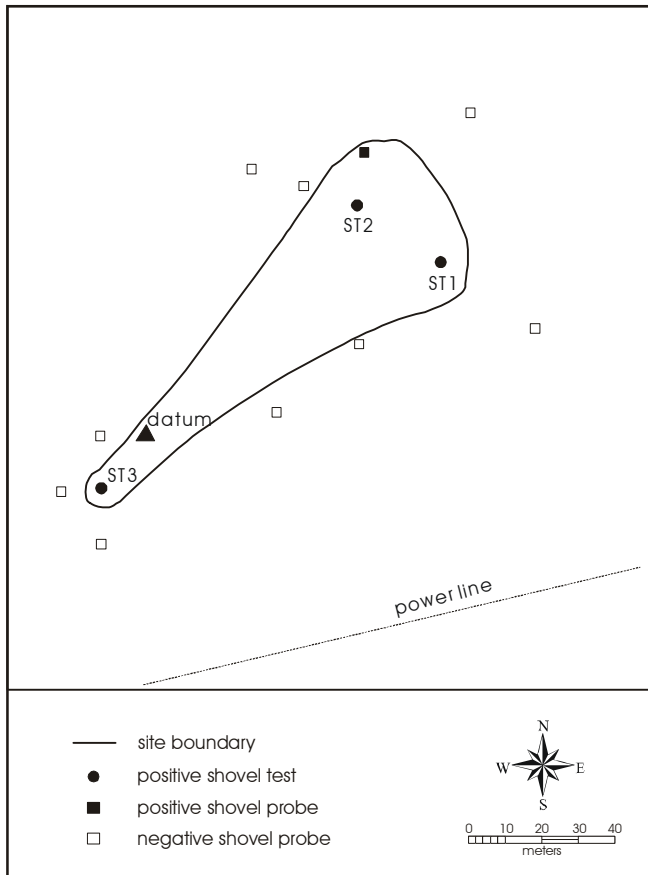 ST2
ST1
datum
ST3
power line
site boundary
positive shovel test
positive shovel probe
negative shovel probe
N
W E
S
0 10 20 30 40
meters